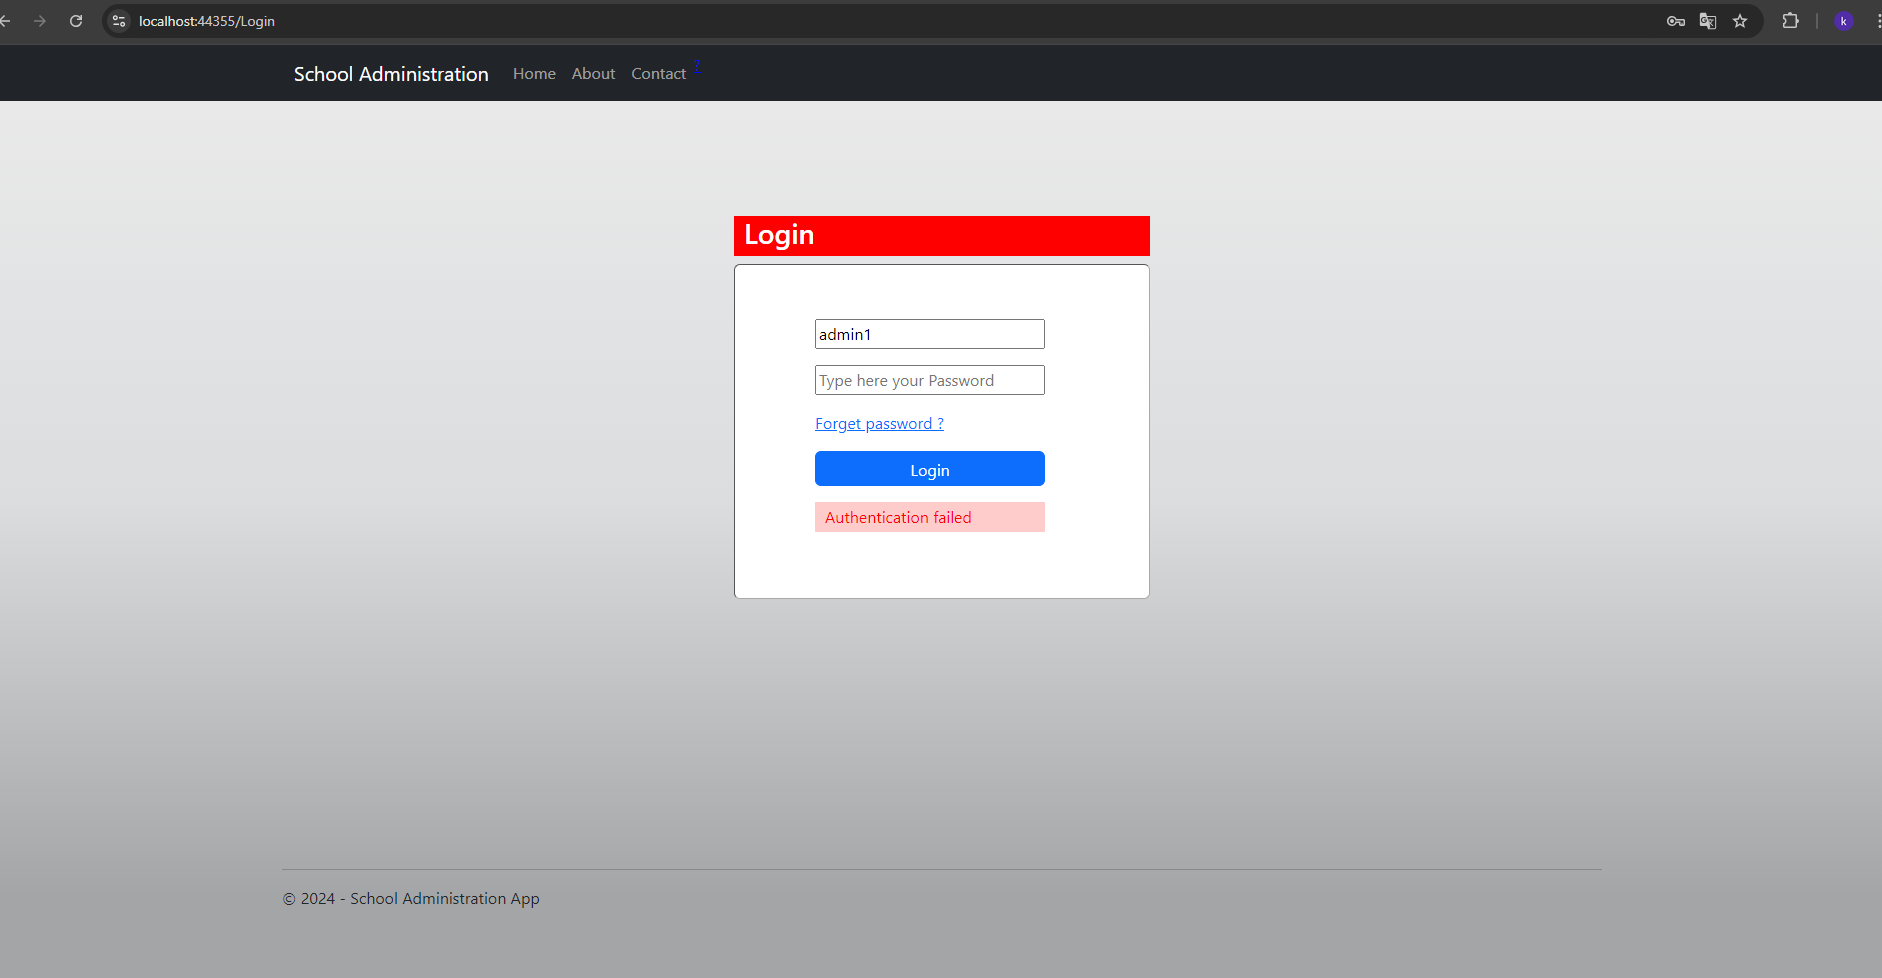 localhost:44355/Login
k
School Administration
Home
About
Contact
?
Login
admin1
Type here your Password
Forget password ?
Login
Authentication failed
© 2024 - School Administration App